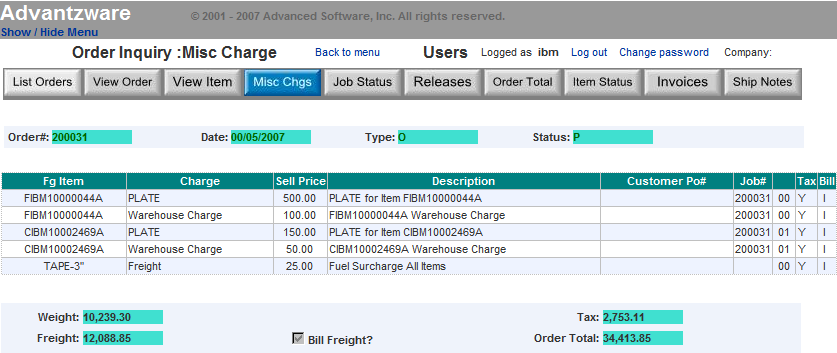 Advantzware © 2001 - 2007 Advanced Software, Inc. All rights reserved.
Show / Hide Menu
Order Inquiry :Misc Charge Back to menu Users Logged as ibm Log out Change password Company:
List Orders View Order View Item Misc Chgs Job Status Releases Order Total Item Status Invoices Ship Notes
Order#: 200031 Date: 00/05/2007 Type: O Status: P
Fg Item Charge Sell Price Description Customer Po# Job# Tax Bill
FIBM10000044A PLATE 500.00 PLATE for Item FIBM10000044A 200031 00 Y I
FIBM10000044A Warehouse Charge 100.00 FIBM10000044A Warehouse Charge 200031 00 Y I
CIBM10002469A PLATE 150.00 PLATE for Item CIBM10002469A 200031 01 Y I
CIBM10002469A Warehouse Charge 50.00 CIBM10002469A Warehouse Charge 200031 01 Y I
TAPE-3" Freight 25.00 Fuel Surcharge All Items 00 Y I
Weight: 10,239.30 Tax: 2,753.11
Freight: 12,088.85 Bill Freight? Order Total: 34,413.85